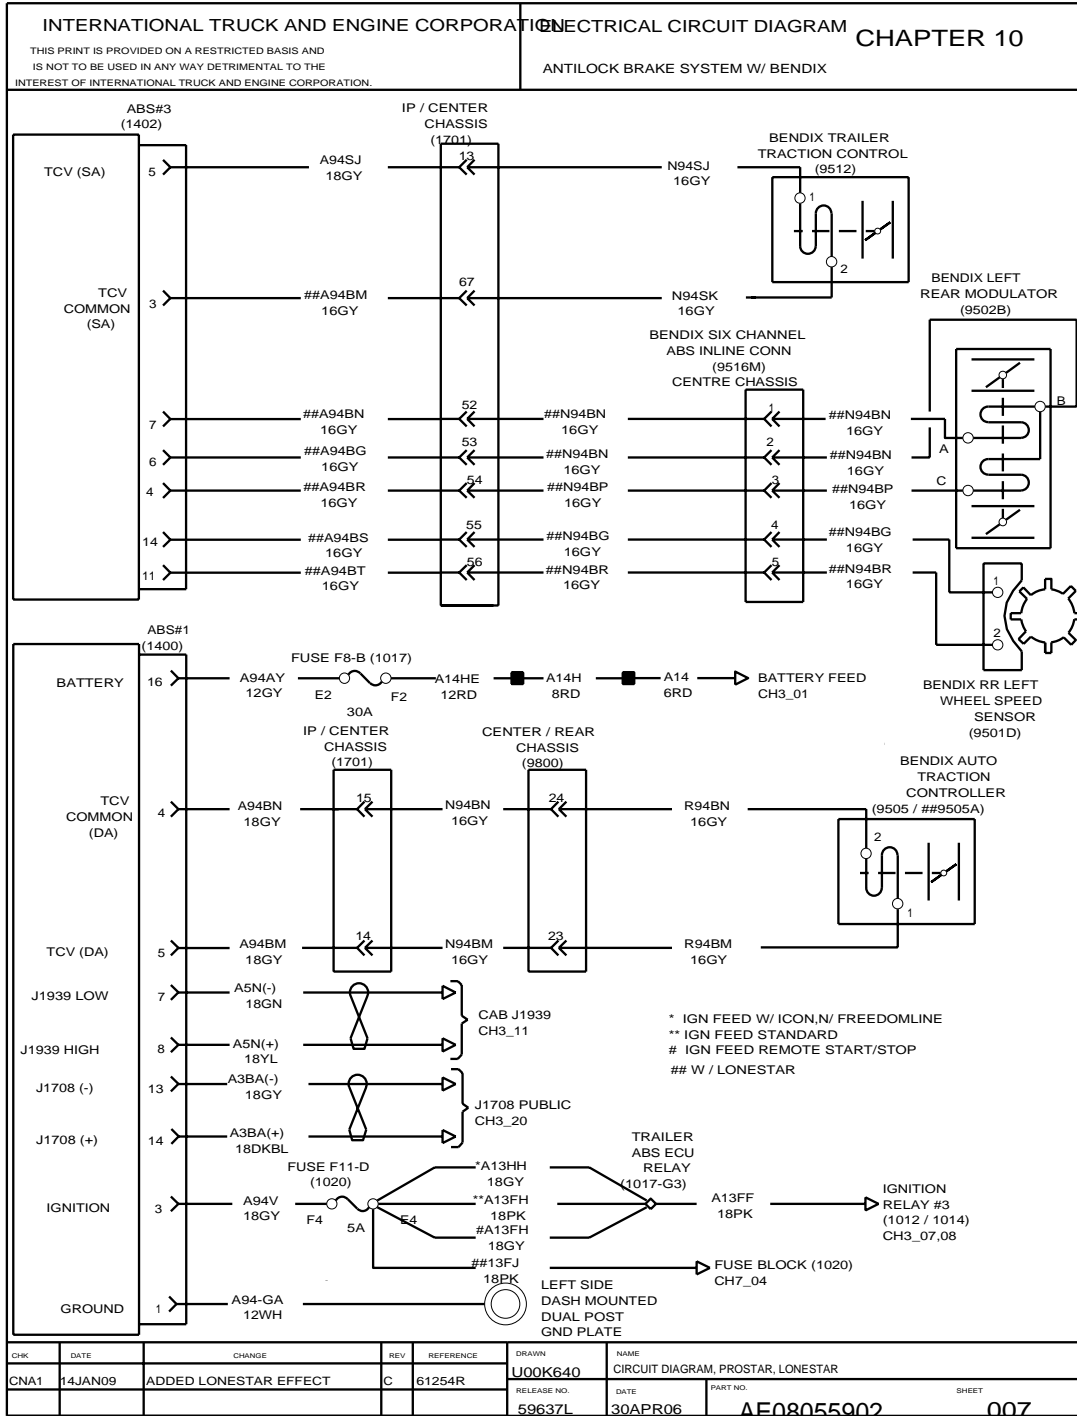 INTERNATIONAL TRUCK AND ENGINE CORPORATION
THIS PRINT IS PROVIDED ON A RESTRICTED BASIS AND
IS NOT TO BE USED IN ANY WAY DETRIMENTAL TO THE
INTEREST OF INTERNATIONAL TRUCK AND ENGINE CORPORATION.
ELECTRICAL CIRCUIT DIAGRAM
CHAPTER 10
ANTILOCK BRAKE SYSTEM W/ BENDIX
ABS#3
(1402)
IP / CENTER
CHASSIS
(1701)
BENDIX TRAILER
TRACTION CONTROL
(9512)
TCV (SA)
5
A94SJ
18GY
13
N94SJ
16GY
1
2
TCV
COMMON
(SA)
3
##A94BM
16GY
67
N94SK
16GY
BENDIX LEFT
REAR MODULATOR
(9502B)
BENDIX SIX CHANNEL
ABS INLINE CONN
(9516M)
CENTRE CHASSIS
7
##A94BN
16GY
52
##N94BN
16GY
1
##N94BN
16GY
A
B
6
##A94BG
16GY
53
##N94BN
16GY
2
##N94BN
16GY
4
##A94BR
16GY
54
##N94BP
16GY
3
##N94BP
16GY
C
14
##A94BS
16GY
55
##N94BG
16GY
4
##N94BG
16GY
11
##A94BT
16GY
56
##N94BR
16GY
5
##N94BR
16GY
1
2
BENDIX RR LEFT
WHEEL SPEED
SENSOR
(9501D)
ABS#1
(1400)
BATTERY
16
A94AY
12GY
FUSE F8-B (1017)
E2
F2
30A
A14HE
12RD
A14H
8RD
A14
6RD
BATTERY FEED
CH3_01
IP / CENTER
CHASSIS
(1701)
CENTER / REAR
CHASSIS
(9800)
BENDIX AUTO
TRACTION
CONTROLLER
(9505 / ##9505A)
TCV
COMMON
(DA)
4
A94BN
18GY
15
N94BN
16GY
24
R94BN
16GY
2
1
TCV (DA)
5
A94BM
18GY
14
N94BM
16GY
23
R94BM
16GY
J1939 LOW
7
A5N(-)
18GN
J1939 HIGH
8
A5N(+)
18YL
CAB J1939
CH3_11
* IGN FEED W/ ICON,N/ FREEDOMLINE
** IGN FEED STANDARD
# IGN FEED REMOTE START/STOP
## W / LONESTAR
J1708 (-)
13
A3BA(-)
18GY
J1708 (+)
14
A3BA(+)
18DKBL
J1708 PUBLIC
CH3_20
IGNITION
3
A94V
18GY
FUSE F11-D
(1020)
F4
5A
E4
*A13HH
18GY
**A13FH
18PK
#A13FH
18GY
##13FJ
18PK
TRAILER
ABS ECU
RELAY
(1017-G3)
A13FF
18PK
IGNITION
RELAY #3
(1012 / 1014)
CH3_07,08
FUSE BLOCK (1020)
CH7_04
GROUND
1
A94-GA
12WH
LEFT SIDE
DASH MOUNTED
DUAL POST
GND PLATE
CHK DATE CHANGE REV REFERENCE
CNA1 14JAN09 ADDED LONESTAR EFFECT C 61254R
DRAWN
U00K640
NAME
CIRCUIT DIAGRAM, PROSTAR, LONESTAR
RELEASE NO.
59637L
DATE
30APR06
PART NO.
AE08055902
SHEET
007